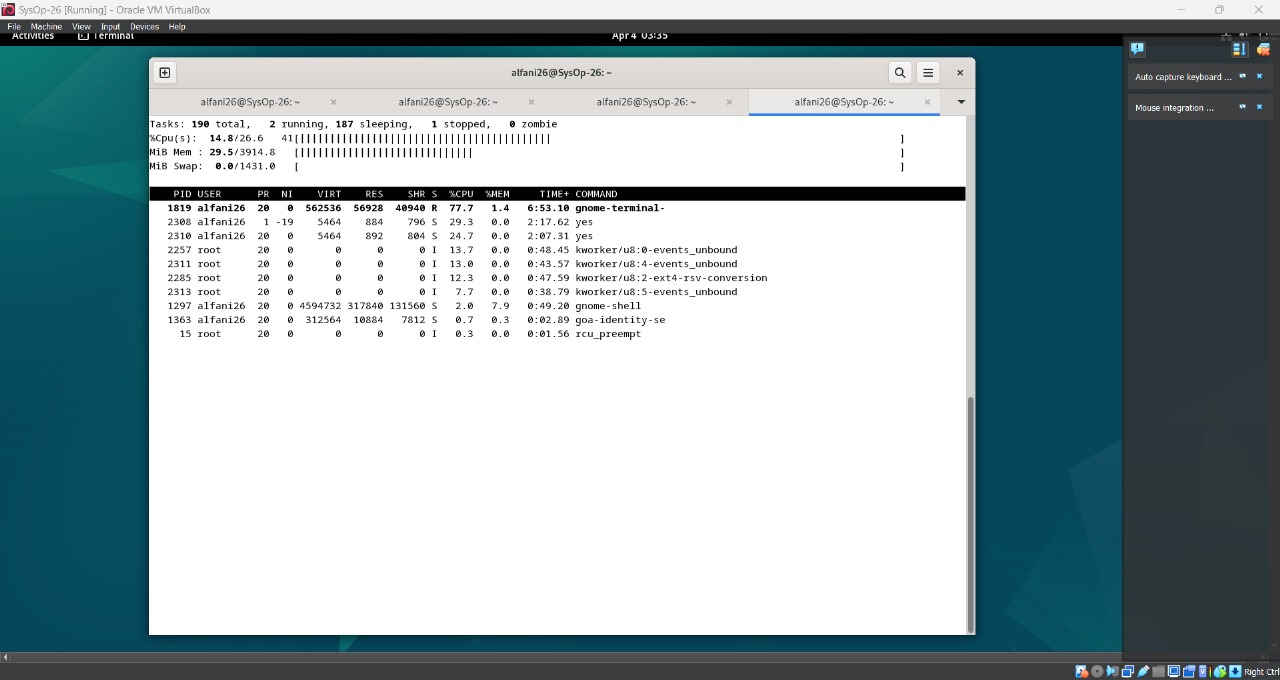 SysOp-26 [Running] - Oracle VM VirtualBox
File Machine View Input Devices Help
Activities Terminal Apr 4 03:35
alfani26@SysOp-26: ~
alfani26@SysOp-26: ~ × alfani26@SysOp-26: ~ × alfani26@SysOp-26: ~ × alfani26@SysOp-26: ~ ×
Tasks: 190 total, 2 running, 187 sleeping, 1 stopped, 0 zombie
%Cpu(s): 14.8/26.6 41[||||||||||||||||||||||||||||||||||||||||| ]
MiB Mem : 29.5/3914.8 [||||||||||||||||||||||||||||| ]
MiB Swap: 0.0/1431.0 [ ]
PID USER PR NI VIRT RES SHR S %CPU %MEM TIME+ COMMAND
1819 alfani26 20 0 562536 56928 40940 R 77.7 1.4 6:53.10 gnome-terminal-
2308 alfani26 1 -19 5464 884 796 S 29.3 0.0 2:17.62 yes
2310 alfani26 20 0 5464 892 804 S 24.7 0.0 2:07.31 yes
2257 root 20 0 0 0 0 I 13.7 0.0 0:48.45 kworker/u8:0-events_unbound
2311 root 20 0 0 0 0 I 13.0 0.0 0:43.57 kworker/u8:4-events_unbound
2285 root 20 0 0 0 0 I 12.3 0.0 0:47.59 kworker/u8:2-ext4-rsv-conversion
2313 root 20 0 0 0 0 I 7.7 0.0 0:38.79 kworker/u8:5-events_unbound
1297 alfani26 20 0 4594732 317840 131560 S 2.0 7.9 0:49.20 gnome-shell
1363 alfani26 20 0 312564 10884 7812 S 0.7 0.3 0:02.89 goa-identity-se
15 root 20 0 0 0 0 I 0.3 0.0 0:01.56 rcu_preempt
Auto capture keyboard ...
Mouse integration ...
Right Ctrl